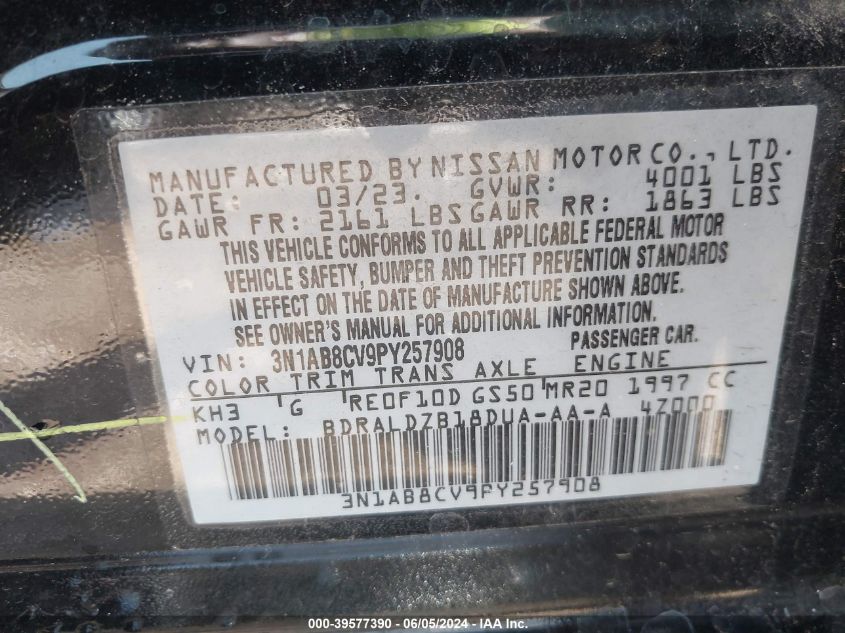 MANUFACTURED BY NISSAN MOTOR CO., LTD.
DATE: 03/23. GVWR: 4001 LBS
GAWR FR: 2161 LBS GAWR RR: 1863 LBS
THIS VEHICLE CONFORMS TO ALL APPLICABLE FEDERAL MOTOR
VEHICLE SAFETY, BUMPER AND THEFT PREVENTION STANDARDS
IN EFFECT ON THE DATE OF MANUFACTURE SHOWN ABOVE.
SEE OWNER'S MANUAL FOR ADDITIONAL INFORMATION.
VIN: 3N1AB8CV9PY257908 PASSENGER CAR.
COLOR TRIM TRANS AXLE ENGINE
KH3 G RE0F10D GS50 MR20 1997 CC
MODEL: BDRALDZB18DUA-AA-A 4Z000
3N1AB8CV9PY257908
000-39577390 - 06/05/2024 - © IAA, LLC